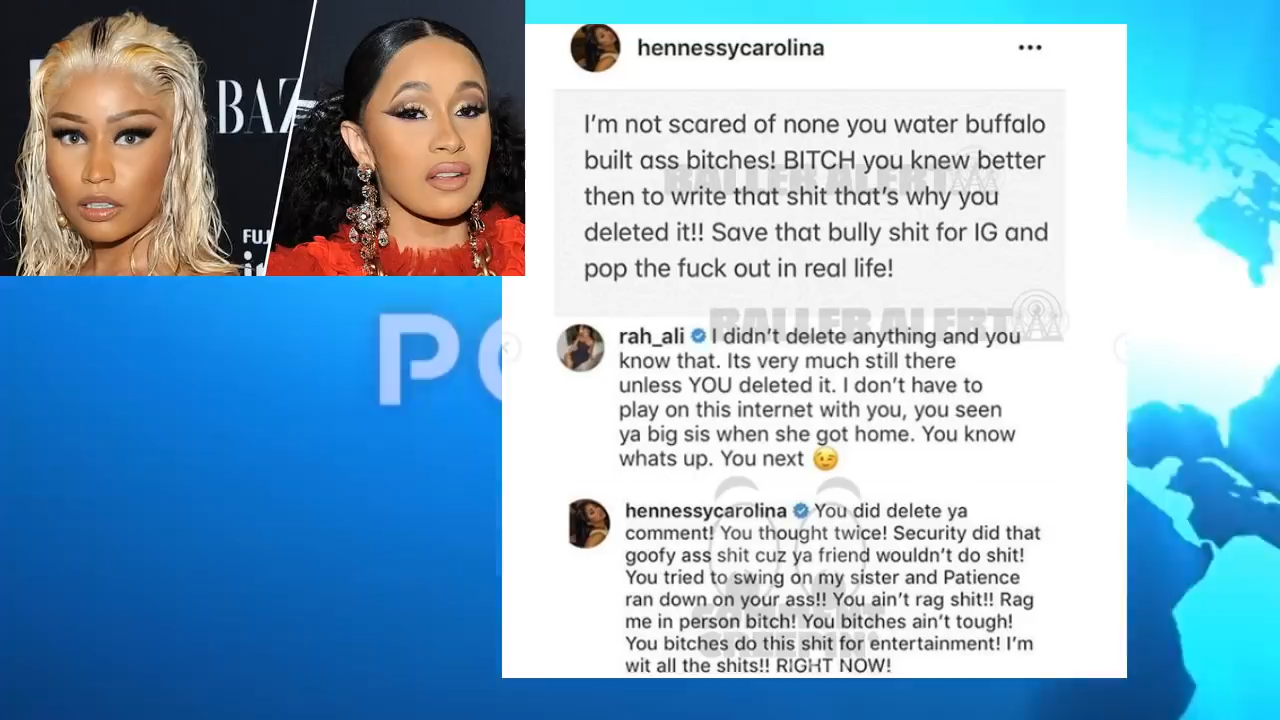 BAZ
FUJ
hennessycarolina
I'm not scared of none you water buffalo
built ass bitches! BITCH you knew better
then to write that shit that's why you
deleted it!! Save that bully shit for IG and
pop the fuck out in real life!
BALLER ALERT
BALLER ALERT
rah_ali I didn't delete anything and you
know that. Its very much still there
unless YOU deleted it. I don't have to
play on this internet with you, you seen
ya big sis when she got home. You know
whats up. You next 😉
hennessycarolina You did delete ya
comment! You thought twice! Security did that
goofy ass shit cuz ya friend wouldn't do shit!
You tried to swing on my sister and Patience
ran down on your ass!! You ain't rag shit!! Rag
me in person bitch! You bitches ain't tough!
You bitches do this shit for entertainment! I'm
wit all the shits!! RIGHT NOW!
CREEPIN'